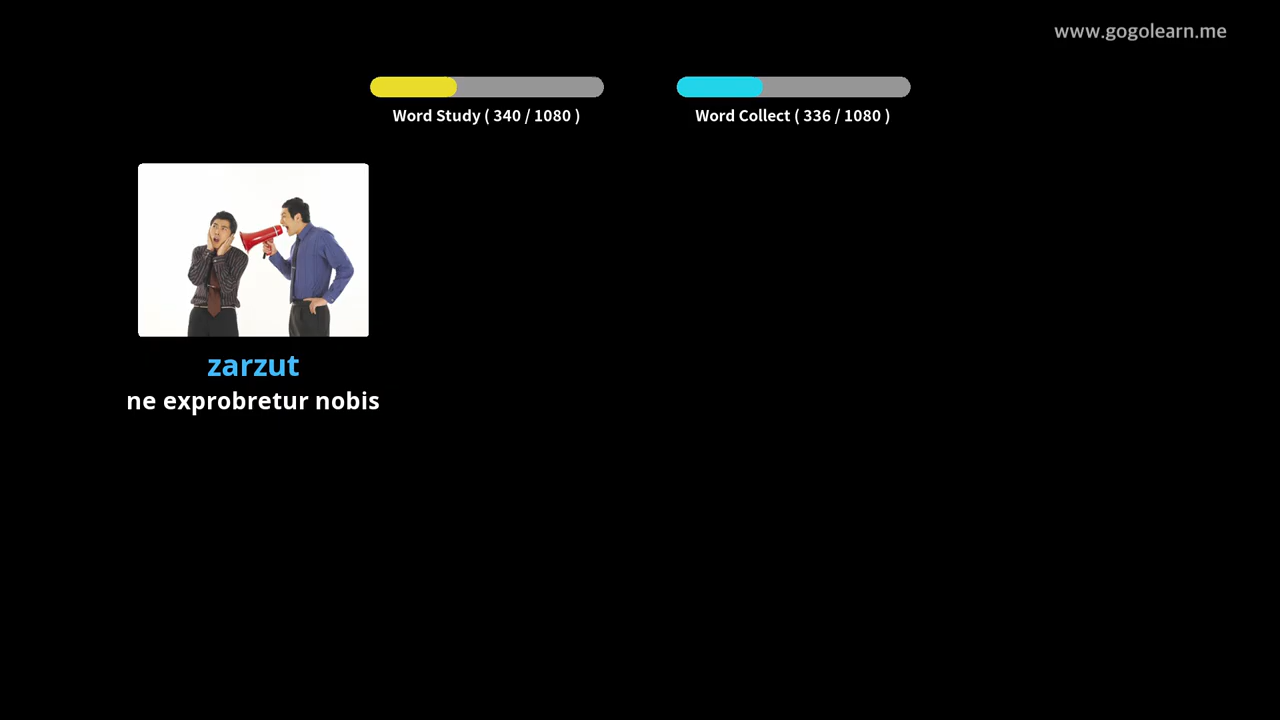 www.gogolearn.me
Word Study ( 340 / 1080 )
Word Collect ( 336 / 1080 )
zarzut
ne exprobretur nobis